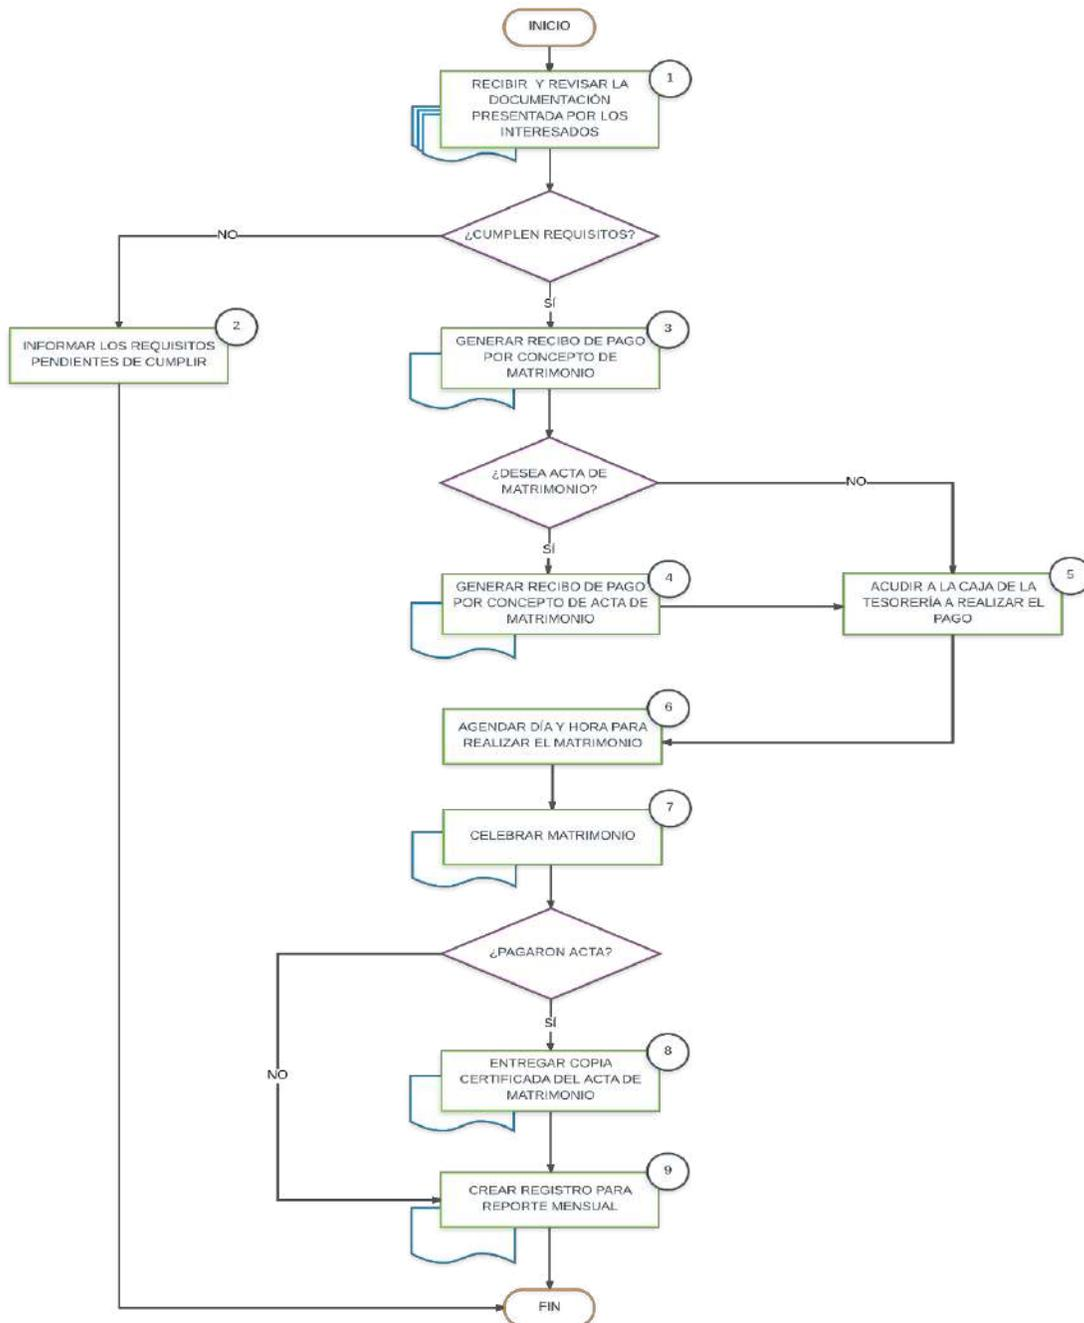 INICIO
1
RECIBIR Y REVISAR LA
DOCUMENTACIÓN
PRESENTADA POR LOS
INTERESADOS
¿CUMPLEN REQUISITOS?
NO
SÍ
2
INFORMAR LOS REQUISITOS
PENDIENTES DE CUMPLIR
3
GENERAR RECIBO DE PAGO
POR CONCEPTO DE
MATRIMONIO
¿DESEA ACTA DE
MATRIMONIO?
NO
SÍ
4
GENERAR RECIBO DE PAGO
POR CONCEPTO DE ACTA DE
MATRIMONIO
5
ACUDIR A LA CAJA DE LA
TESORERÍA A REALIZAR EL
PAGO
6
AGENDAR DÍA Y HORA PARA
REALIZAR EL MATRIMONIO
7
CELEBRAR MATRIMONIO
¿PAGARON ACTA?
SÍ
NO
8
ENTREGAR COPIA
CERTIFICADA DEL ACTA DE
MATRIMONIO
9
CREAR REGISTRO PARA
REPORTE MENSUAL
FIN